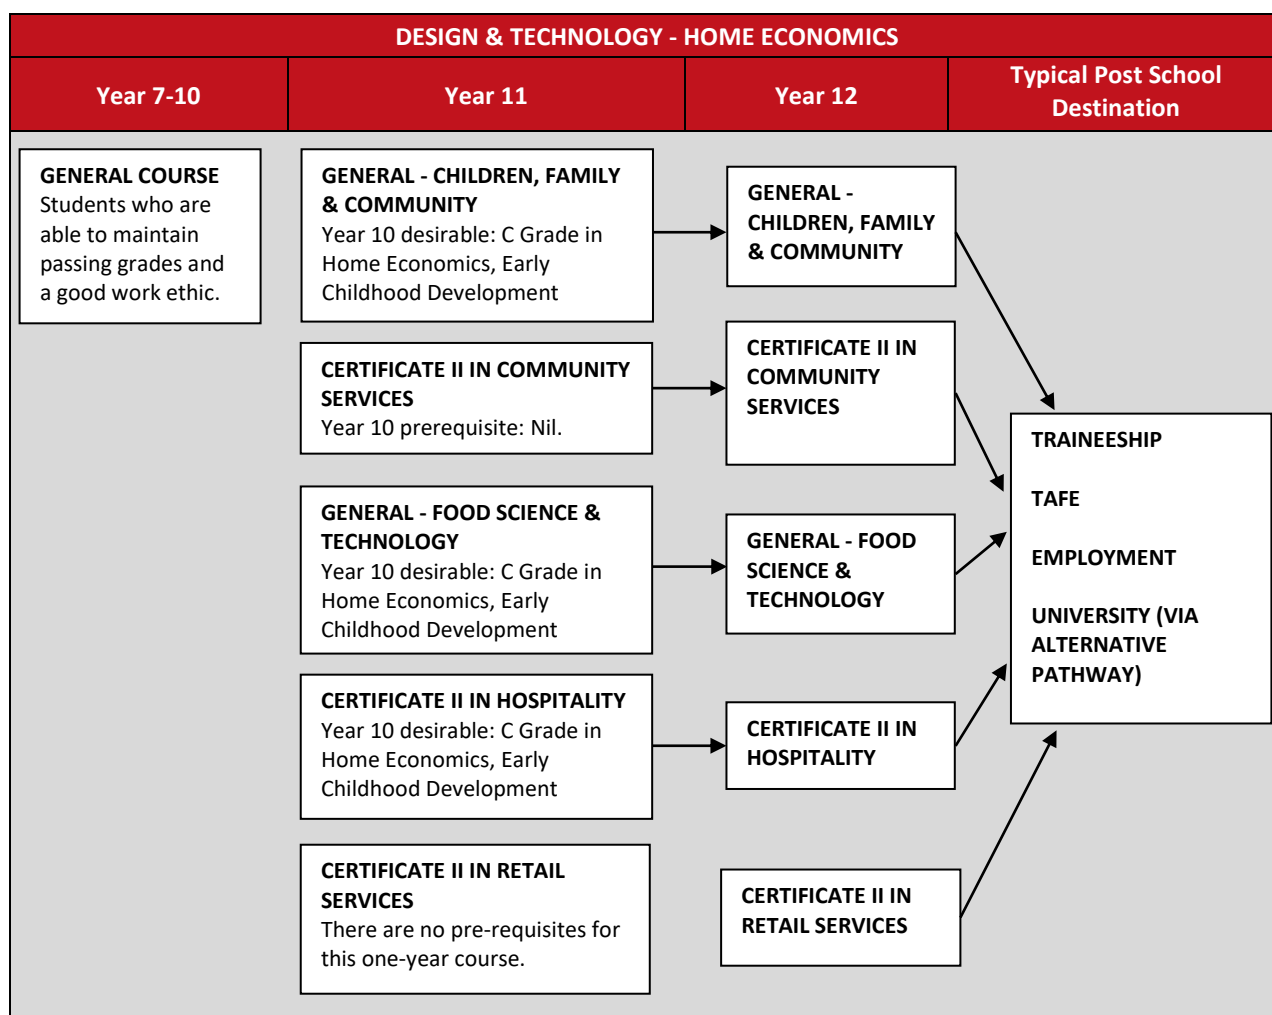 DESIGN & TECHNOLOGY - HOME ECONOMICS
Year 7-10
Year 11
Year 12
Typical Post School
Destination
GENERAL COURSE
Students who are
able to maintain
passing grades and
a good work ethic.
GENERAL - CHILDREN, FAMILY
& COMMUNITY
Year 10 desirable: C Grade in
Home Economics, Early
Childhood Development
CERTIFICATE II IN COMMUNITY
SERVICES
Year 10 prerequisite: Nil.
GENERAL - FOOD SCIENCE &
TECHNOLOGY
Year 10 desirable: C Grade in
Home Economics, Early
Childhood Development
CERTIFICATE II IN HOSPITALITY
Year 10 desirable: C Grade in
Home Economics, Early
Childhood Development
CERTIFICATE II IN RETAIL
SERVICES
There are no pre-requisites for
this one-year course.
GENERAL -
CHILDREN, FAMILY
& COMMUNITY
CERTIFICATE II IN
COMMUNITY
SERVICES
GENERAL - FOOD
SCIENCE &
TECHNOLOGY
CERTIFICATE II IN
HOSPITALITY
CERTIFICATE II IN
RETAIL SERVICES
TRAINEESHIP
TAFE
EMPLOYMENT
UNIVERSITY (VIA
ALTERNATIVE
PATHWAY)